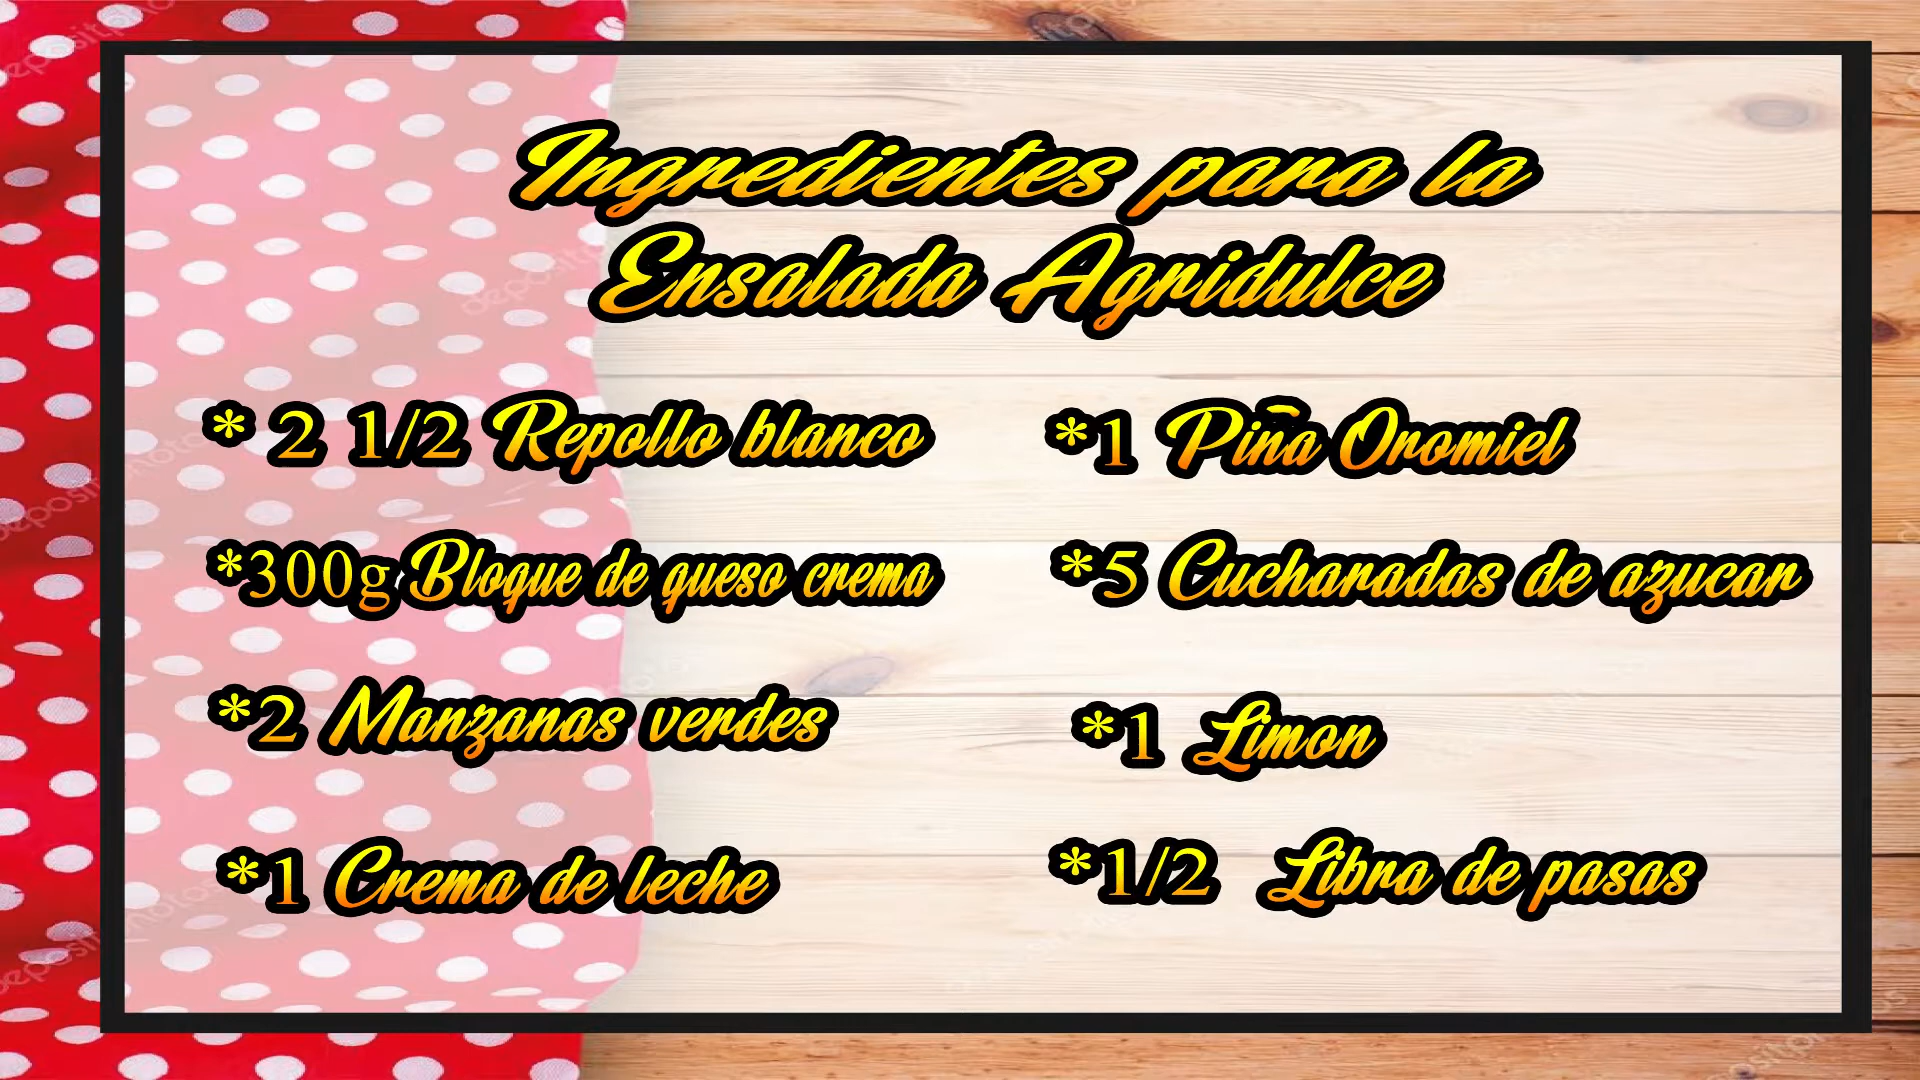 Ingredientes para la
Ensalada Agridulce
* 2 1/2 Repollo blanco
*300g Bloque de queso crema
*2 Manzanas verdes
*1 Crema de leche
*1 Piña Oromiel
*5 Cucharadas de azucar
*1 Limon
*1/2 Libra de pasas